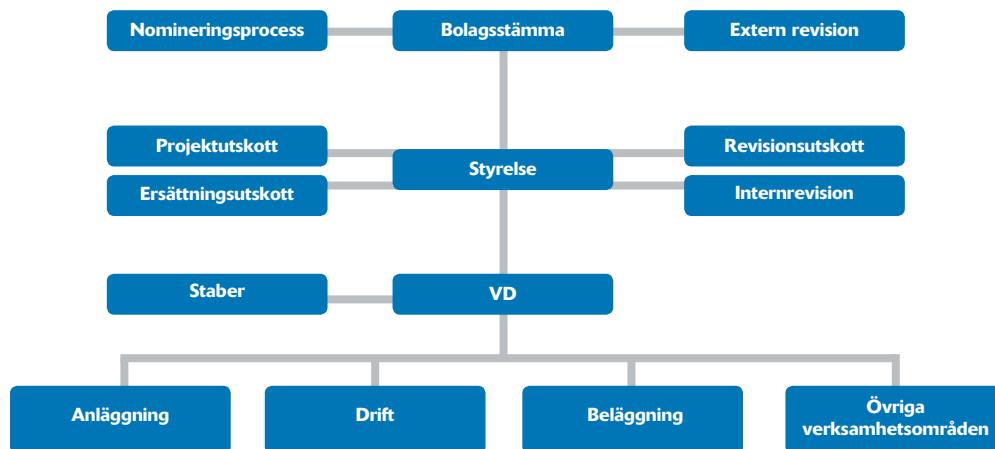 Nomineringsprocess
Bolagsstämma
Extern revision
Projektutskott
Revisionsutskott
Styrelse
Ersättningsutskott
Internrevision
Staber
VD
Anläggning
Drift
Beläggning
Övriga
verksamhetsområden